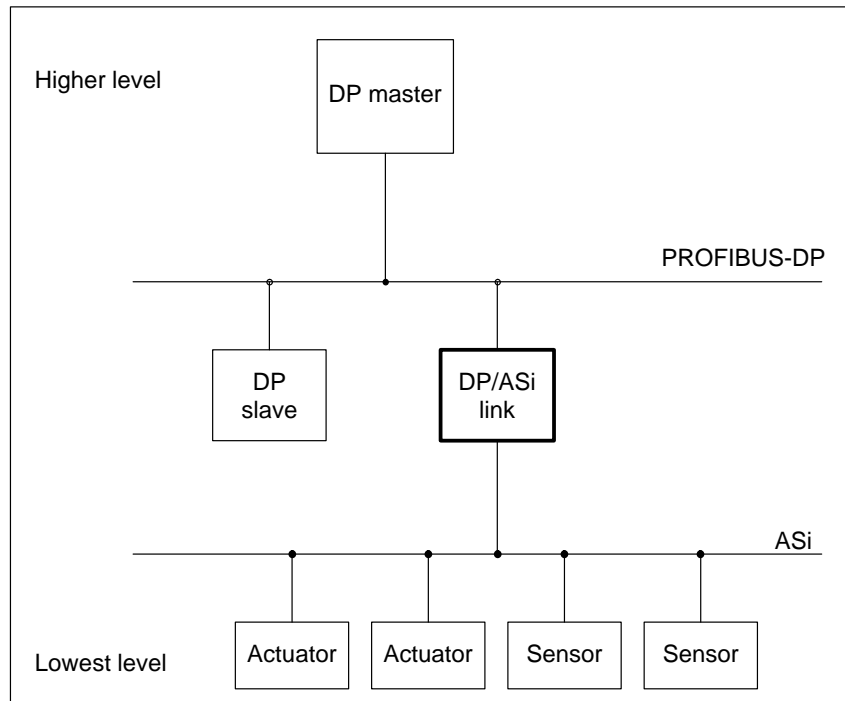 Higher level
DP master
PROFIBUS-DP
DP
slave
DP/ASi
link
ASi
Actuator
Actuator
Sensor
Sensor
Lowest level